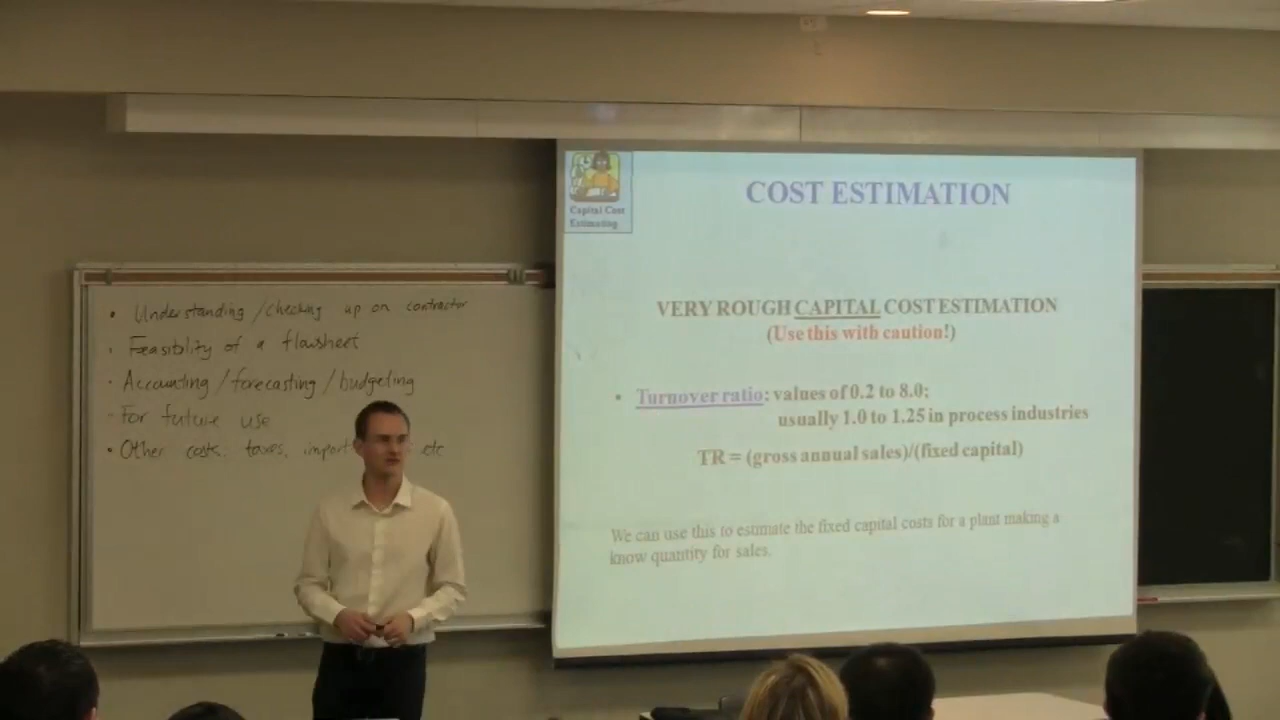 • Understanding/checking up on contractor
• Feasibility of a flowsheet
• Accounting/forecasting/budgeting
• For future use
• Other costs: taxes, import etc
Capital Cost
Estimating
COST ESTIMATION
VERY ROUGH CAPITAL COST ESTIMATION
(Use this with caution!)
• Turnover ratio: values of 0.2 to 8.0;
usually 1.0 to 1.25 in process industries
TR = (gross annual sales)/(fixed capital)
We can use this to estimate the fixed capital costs for a plant making a
know quantity for sales.